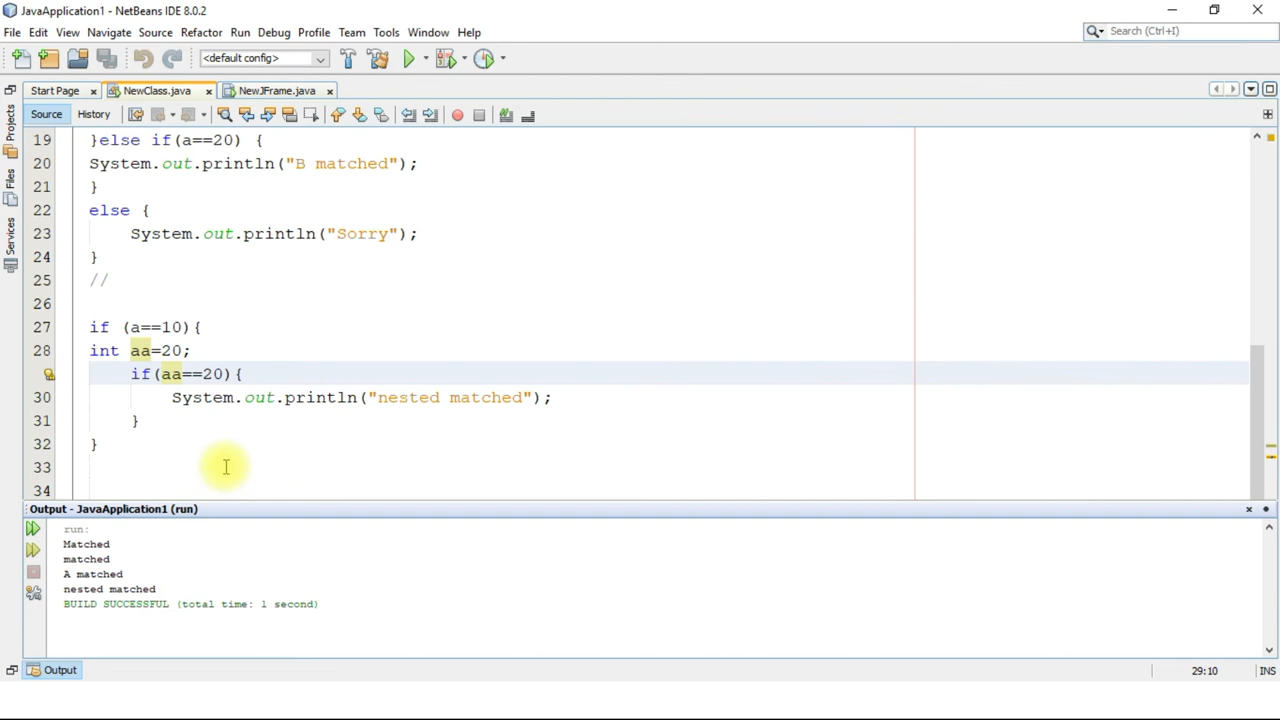 JavaApplication1 - NetBeans IDE 8.0.2
File Edit View Navigate Source Refactor Run Debug Profile Team Tools Window Help
Search (Ctrl+I)
<default config>
Start Page NewClass.java NewJFrame.java
Source History
Projects
Files
Services
19 }else if(a==20) {
20 System.out.println("B matched");
21 }
22 else {
23 System.out.println("Sorry");
24 }
25 //
26
27 if (a==10){
28 int aa=20;
if(aa==20){
30 System.out.println("nested matched");
31 }
32 }
33
34
Output - JavaApplication1 (run)
run:
Matched
matched
A matched
nested matched
BUILD SUCCESSFUL (total time: 1 second)
Output
29:10 INS